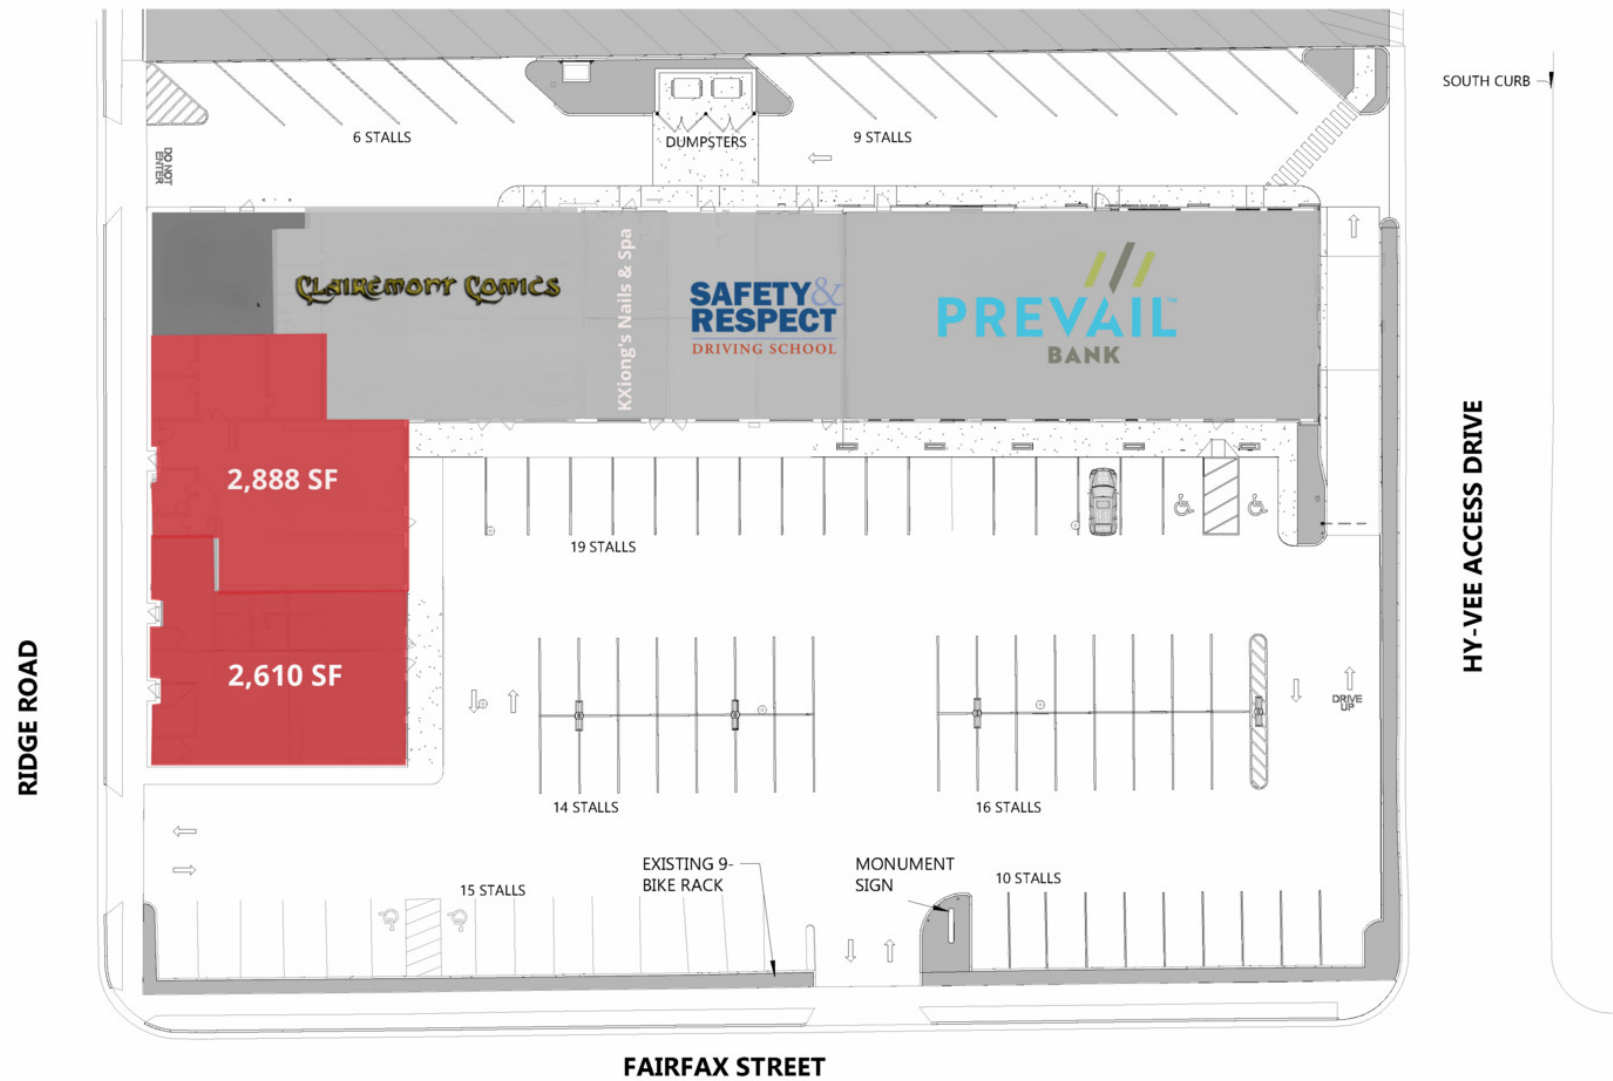 SOUTH CURB
6 STALLS
DUMPSTERS
9 STALLS
DO NOT
ENTER
CLAIREMONT COMICS
KXiong's Nails & Spa
SAFETY&
RESPECT
DRIVING SCHOOL
PREVAIL™
BANK
2,888 SF
19 STALLS
HY-VEE ACCESS DRIVE
RIDGE ROAD
2,610 SF
DRIVE
UP
14 STALLS
16 STALLS
EXISTING 9-
BIKE RACK
MONUMENT
SIGN
15 STALLS
10 STALLS
FAIRFAX STREET